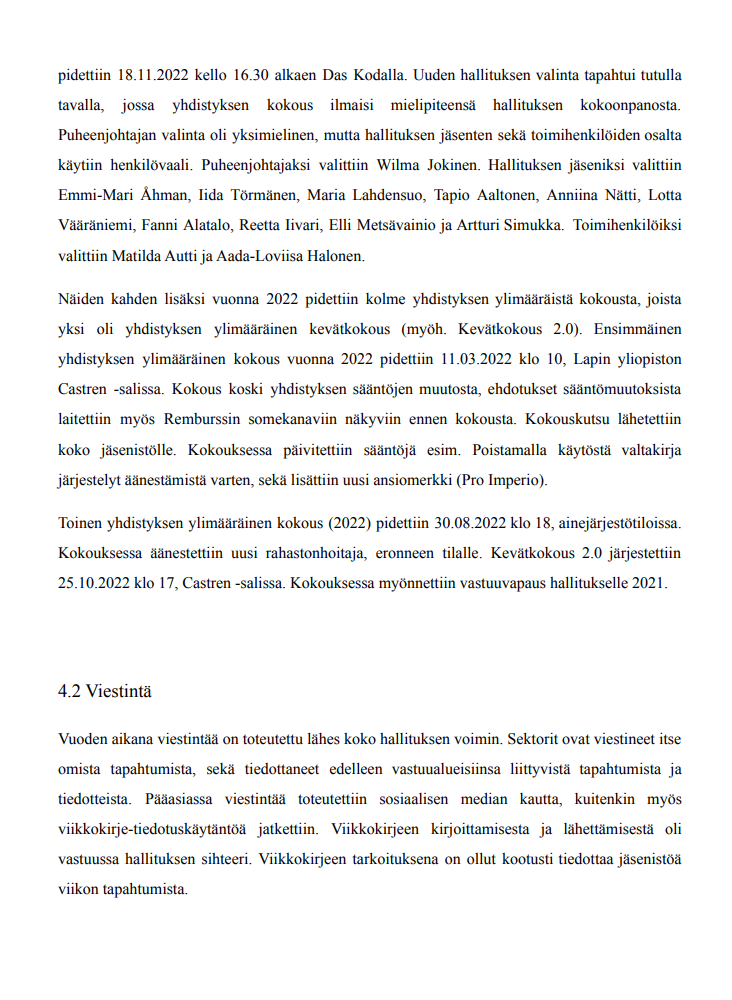 pidettiin 18.11.2022 kello 16.30 alkaen Das Kodalla. Uuden hallituksen valinta tapahtui tutulla
tavalla, jossa yhdistyksen kokous ilmaisi mielipiteensä hallituksen kokoonpanosta.
Puheenjohtajan valinta oli yksimielinen, mutta hallituksen jäsenten sekä toimihenkilöiden osalta
käytiin henkilövaali. Puheenjohtajaksi valittiin Wilma Jokinen. Hallituksen jäseniksi valittiin
Emmi-Mari Åhman, Iida Törmänen, Maria Lahdensuo, Tapio Aaltonen, Anniina Nätti, Lotta
Vääräniemi, Fanni Alatalo, Reetta Iivari, Elli Metsävainio ja Artturi Simukka. Toimihenkilöiksi
valittiin Matilda Autti ja Aada-Loviisa Halonen.
Näiden kahden lisäksi vuonna 2022 pidettiin kolme yhdistyksen ylimääräistä kokousta, joista
yksi oli yhdistyksen ylimääräinen kevätkokous (myöh. Kevätkokous 2.0). Ensimmäinen
yhdistyksen ylimääräinen kokous vuonna 2022 pidettiin 11.03.2022 klo 10, Lapin yliopiston
Castren -salissa. Kokous koski yhdistyksen sääntöjen muutosta, ehdotukset sääntömuutoksista
laitettiin myös Remburssin somekanaviin näkyviin ennen kokousta. Kokouskutsu lähetettiin
koko jäsenistölle. Kokouksessa päivitettiin sääntöjä esim. Poistamalla käytöstä valtakirja
järjestelyt äänestämistä varten, sekä lisättiin uusi ansiomerkki (Pro Imperio).
Toinen yhdistyksen ylimääräinen kokous (2022) pidettiin 30.08.2022 klo 18, ainejärjestötiloissa.
Kokouksessa äänestettiin uusi rahastonhoitaja, eronneen tilalle. Kevätkokous 2.0 järjestettiin
25.10.2022 klo 17, Castren -salissa. Kokouksessa myönnettiin vastuuvapaus hallitukselle 2021.
4.2 Viestintä
Vuoden aikana viestintää on toteutettu lähes koko hallituksen voimin. Sektorit ovat viestineet itse
omista tapahtumista, sekä tiedottaneet edelleen vastuualueisiinsa liittyvistä tapahtumista ja
tiedotteista. Pääasiassa viestintää toteutettiin sosiaalisen median kautta, kuitenkin myös
viikkokirje-tiedotuskäytäntöä jatkettiin. Viikkokirjeen kirjoittamisesta ja lähettämisestä oli
vastuussa hallituksen sihteeri. Viikkokirjeen tarkoituksena on ollut kootusti tiedottaa jäsenistöä
viikon tapahtumista.